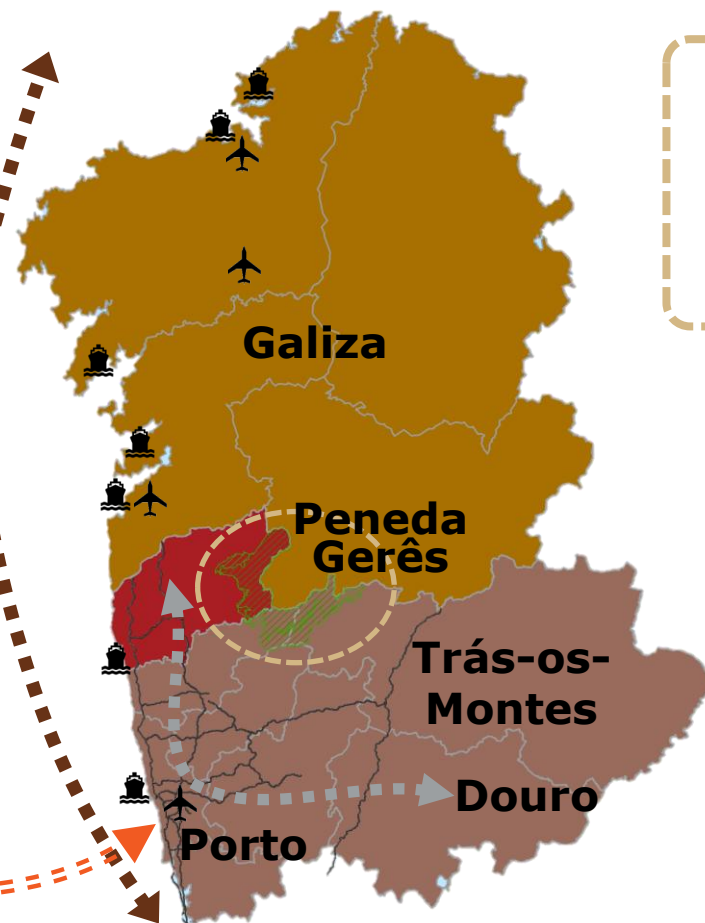 Galiza
Peneda
Gerês
Trás-os-
Montes
Douro
Porto